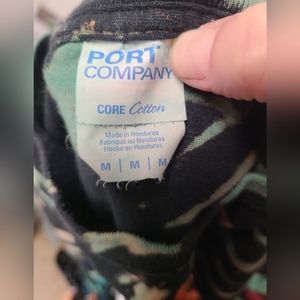 PORT
COMPANY
CORE Cotton
Made in Honduras
Fabriqué au Honduras
Hecho en Honduras
M | M | M